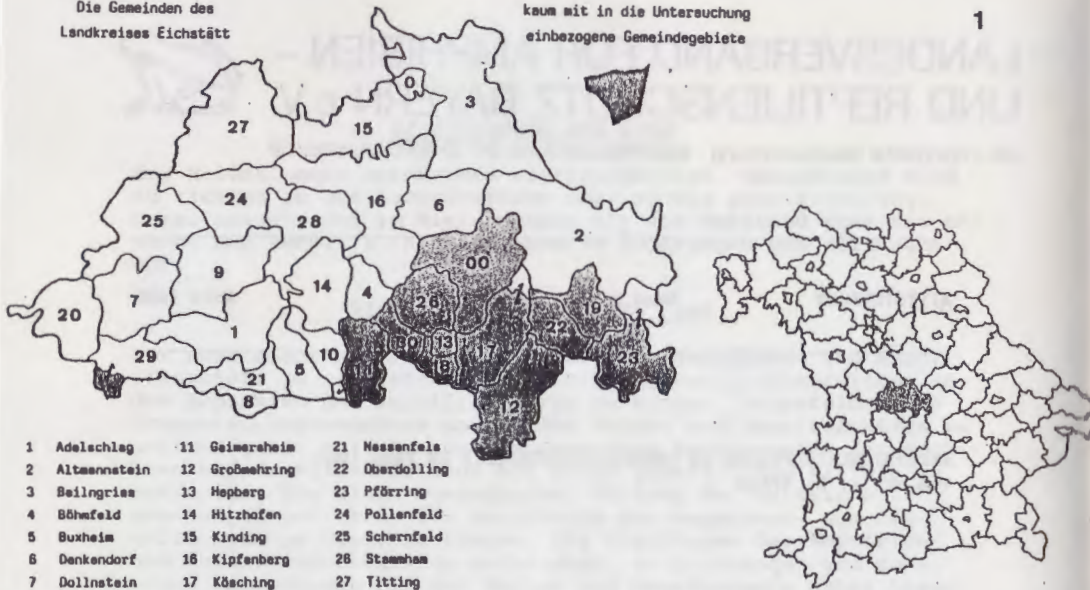 Die Gemeinden des
Landkreises Eichstätt
kaum mit in die Untersuchung
einbezogene Gemeindegebiete
1
0
3
27
15
24
16
6
25
28
2
00
9
14
7
4
26
19
20
1
22
30
13
17
23
29
10
5
21
18
8
12
1 Adelschlag 11 Gaimersheim 21 Nassenfels
2 Altmannstein 12 Großmehring 22 Oberdolling
3 Beilngries 13 Hepberg 23 Pförring
4 Böhmfeld 14 Hitzhofen 24 Pollenfeld
5 Buxheim 15 Kinding 25 Schernfeld
6 Denkendorf 16 Kipfenberg 26 Stammham
7 Dollnstein 17 Kösching 27 Titting